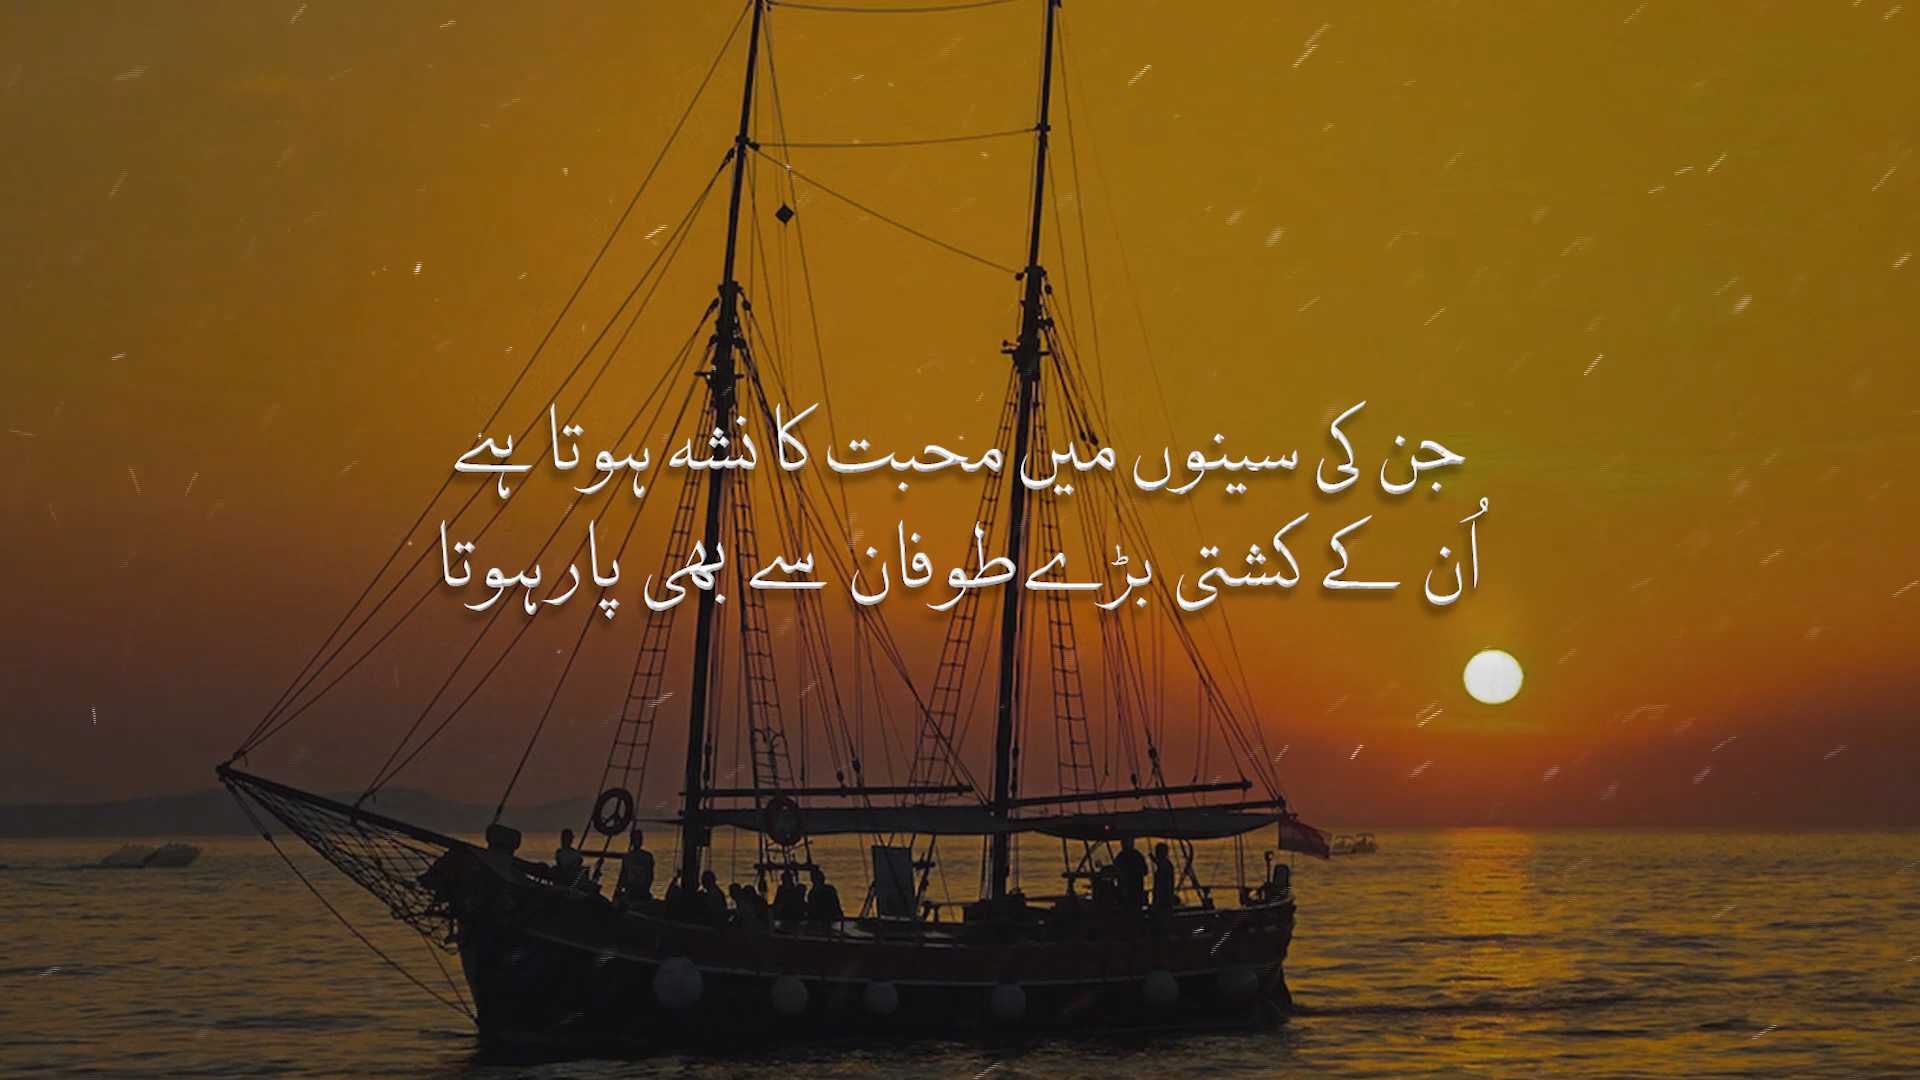 جن کی سینوں میں محبت کا نشہ ہوتا ہے
اُن کے کشتی بڑے طوفان سے بھی پار ہوتا